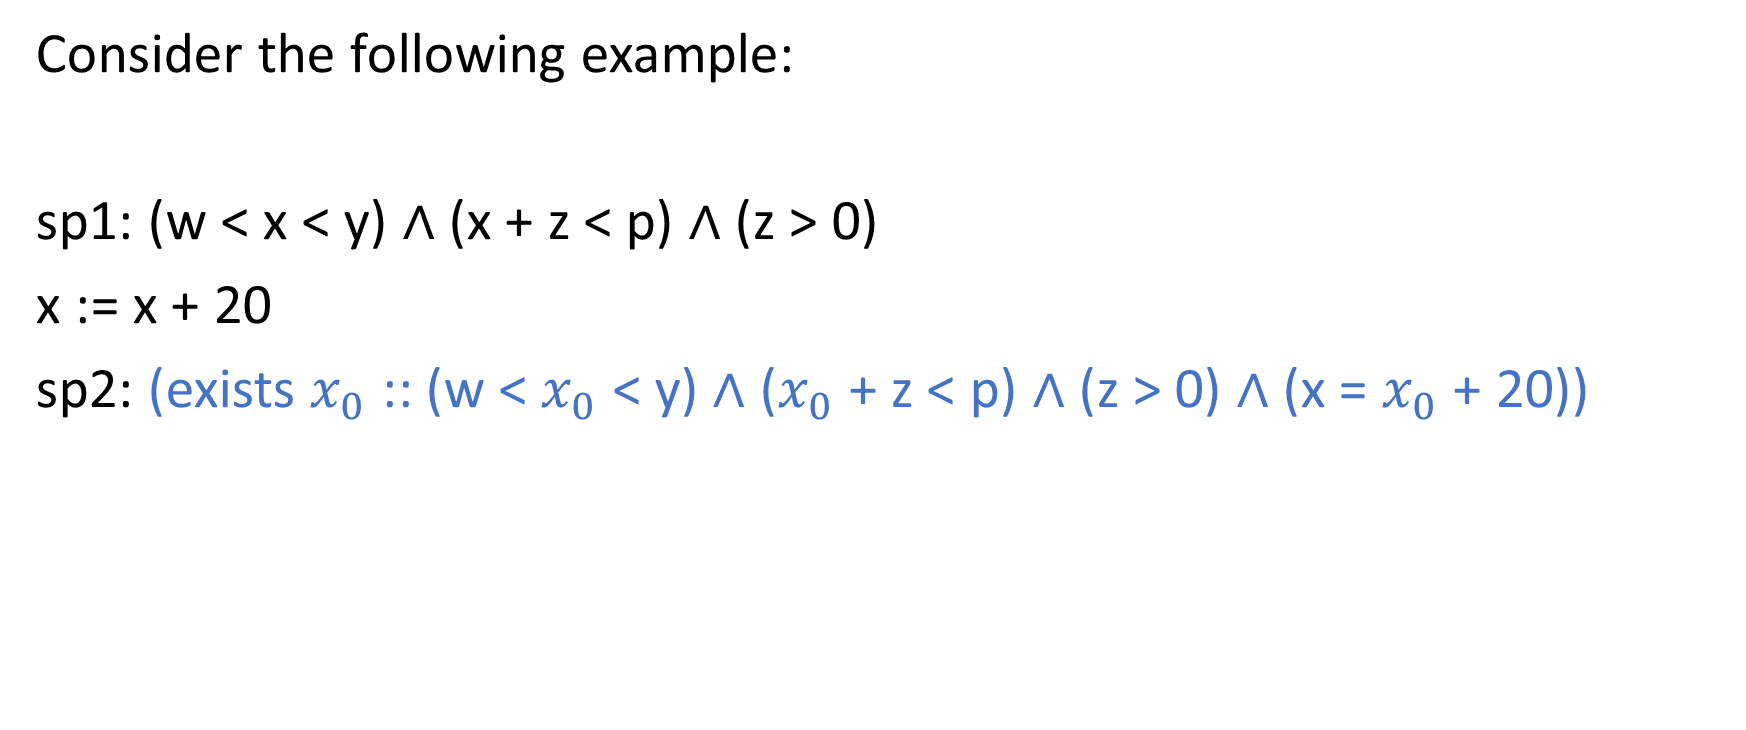 Consider the following example:
sp1: (w < x < y) ∧ (x + z < p) ∧ (z > 0)
x := x + 20
sp2: (exists x₀ :: (w < x₀ < y) ∧ (x₀ + z < p) ∧ (z > 0) ∧ (x = x₀ + 20))